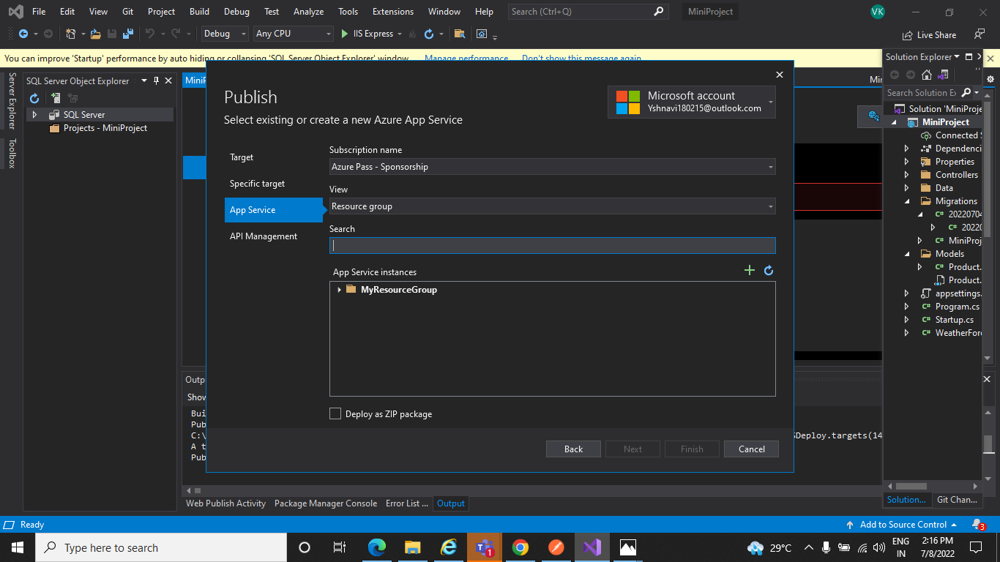 File Edit View Git Project Build Debug Test Analyze Tools Extensions Window Help Search (Ctrl+Q) MiniProject VK
Debug Any CPU IIS Express Live Share
You can improve 'Startup' performance by auto hiding or collapsing 'SQL Server Object Explorer' window. Manage performance Don't show this message again
Server Explorer
Toolbox
SQL Server Object Explorer
SQL Server
Projects - MiniProject
Publish
Select existing or create a new Azure App Service
Microsoft account
Yshnavi180215@outlook.com
Target
Specific target
App Service
API Management
Subscription name
Azure Pass - Sponsorship
View
Resource group
Search
App Service instances
MyResourceGroup
Deploy as ZIP package
Back Next Finish Cancel
Solution Explorer
Search Solution Ex
Solution 'MiniProje
MiniProject
Connected S
Dependenci
Properties
Controllers
Data
Migrations
20220704
2022
MiniProj
Models
Product.
Product.
appsettings.
Program.cs
Startup.cs
WeatherFore
Solution... Git Chan...
MiniP
Min
Outp
Show
Bui
Pub
C:\
SDeploy.targets(14
A t
Pub
Web Publish Activity Package Manager Console Error List ... Output
Ready
Add to Source Control 3
Type here to search
1
29°C
ENG
IN
2:16 PM
7/8/2022